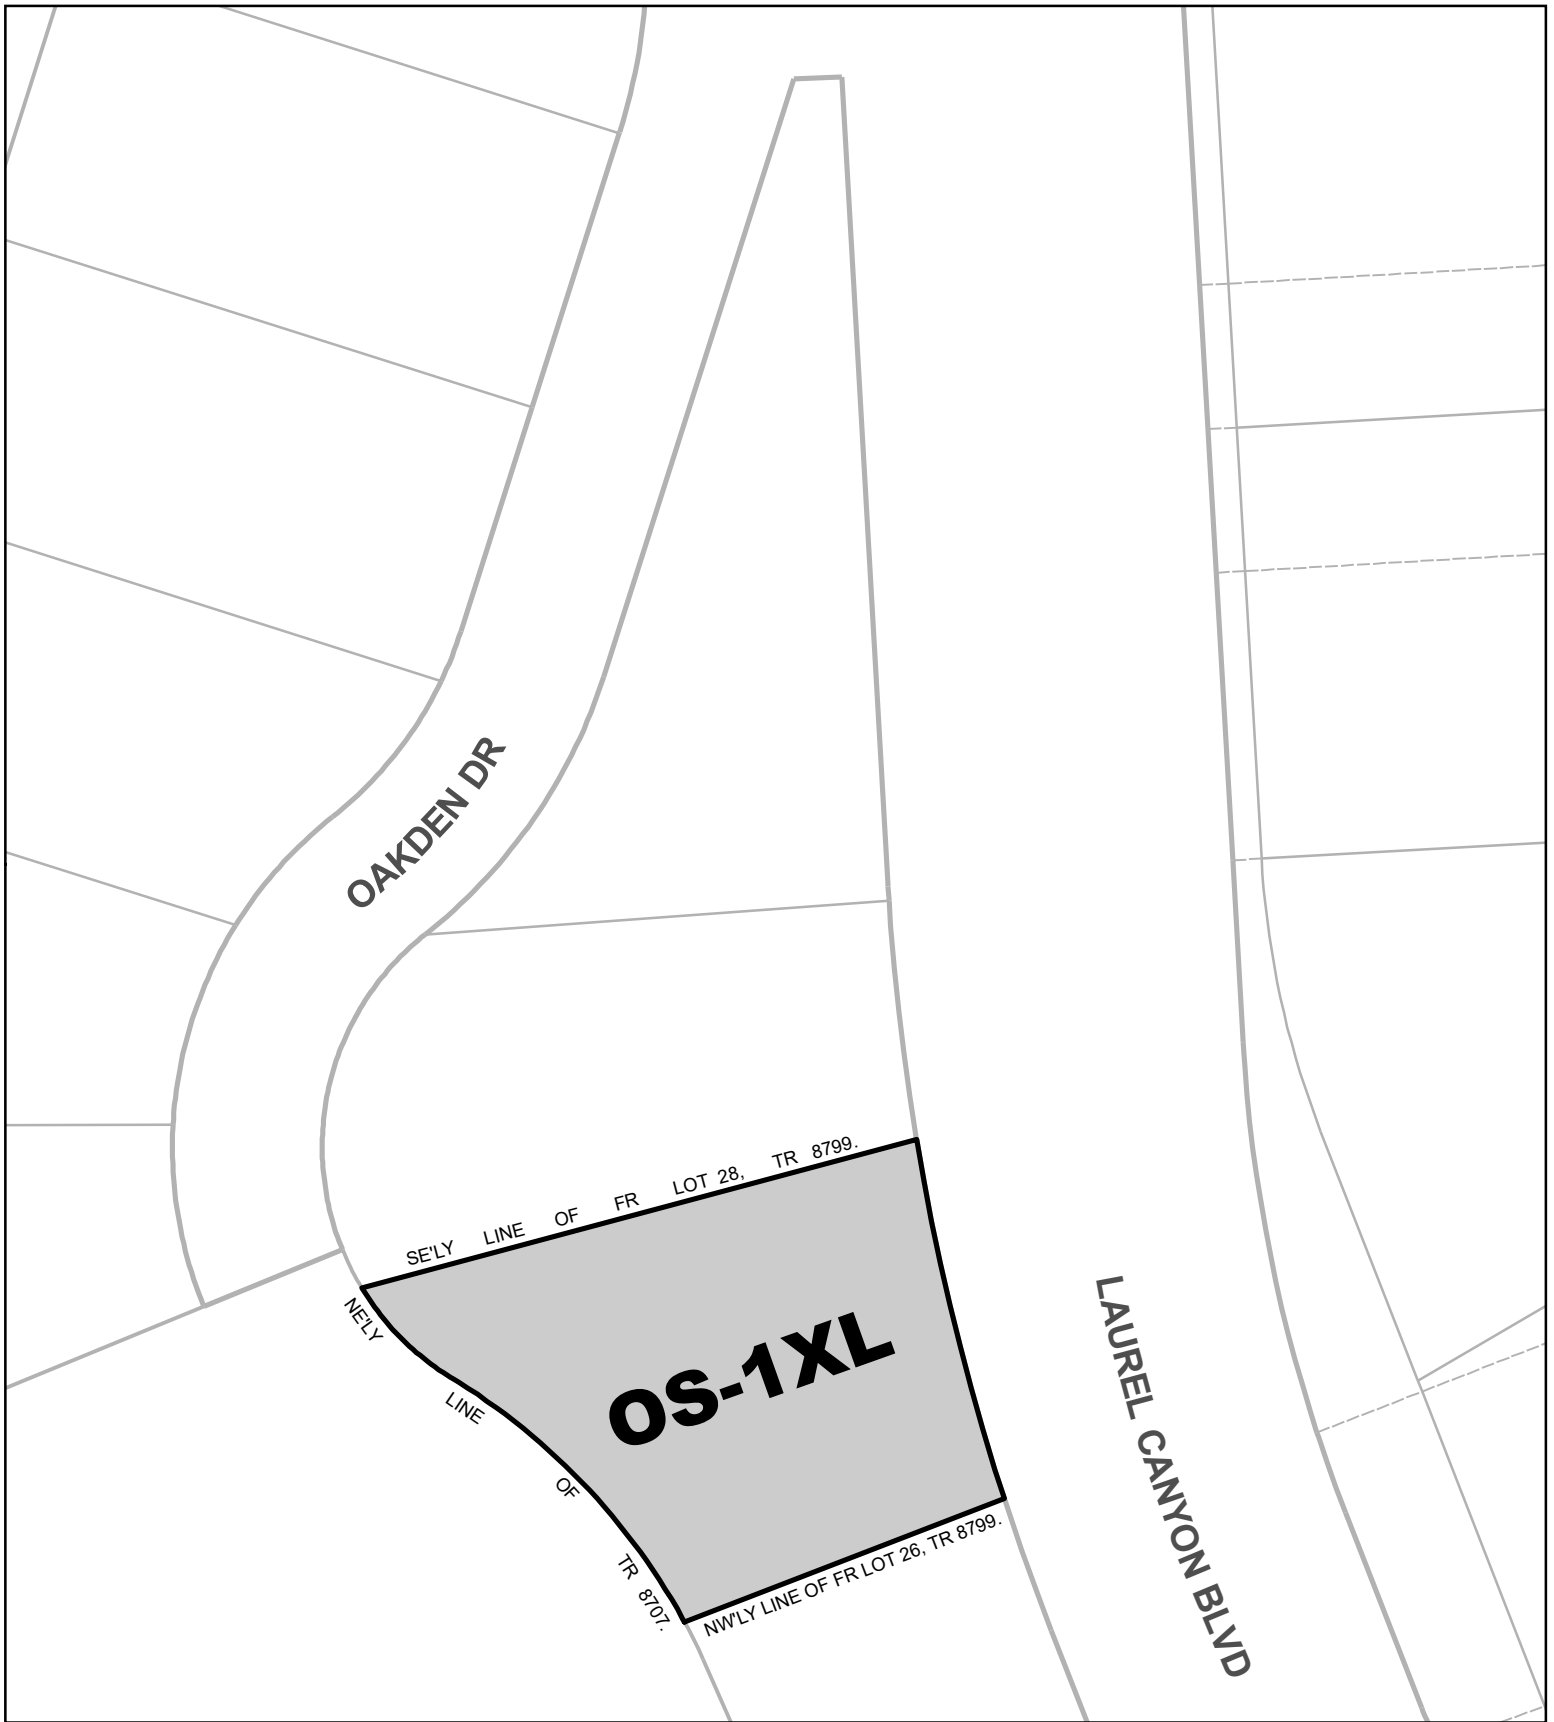 OAKDEN DR
SE'LY LINE OF FR LOT 28, TR 8799.
NE'LY LINE OF TR 8707.
OS-1XL
NW'LY LINE OF FR LOT 26, TR 8799.
LAUREL CANYON BLVD